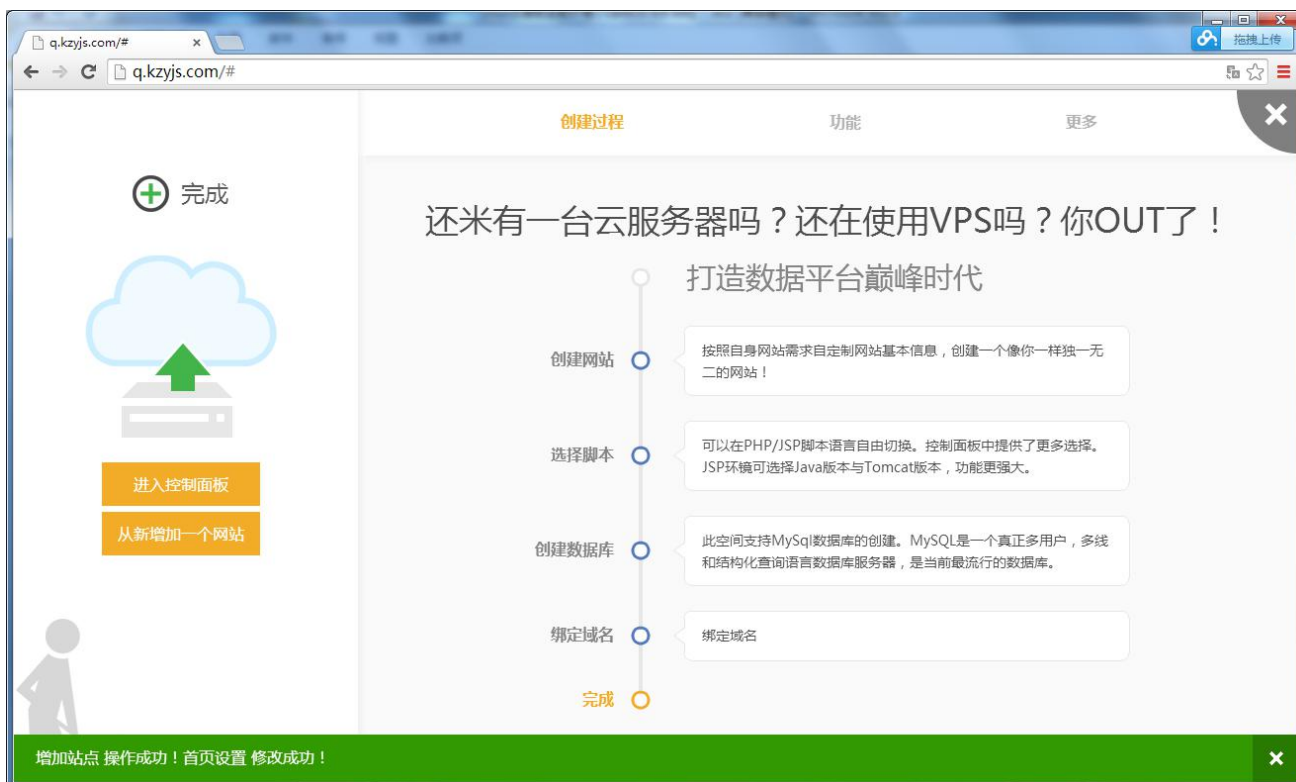 q.kzyjs.com/#
拖拽上传
q.kzyjs.com/#
创建过程
功能
更多
完成
还米有一台云服务器吗？还在使用VPS吗？你OUT了！
打造数据平台巅峰时代
创建网站
按照自身网站需求自定制网站基本信息，创建一个像你一样独一无
二的网站！
选择脚本
可以在PHP/JSP脚本语言自由切换。控制面板中提供了更多选择。
JSP环镜可选择Java版本与Tomcat版本，功能更强大。
进入控制面板
从新增加一个网站
创建数据库
此空间支持MySql数据库的创建。MySQL是一个真正多用户，多线
和结构化查询语言数据库服务器，是当前最流行的数据库。
绑定域名
绑定域名
完成
增加站点 操作成功！首页设置 修改成功！